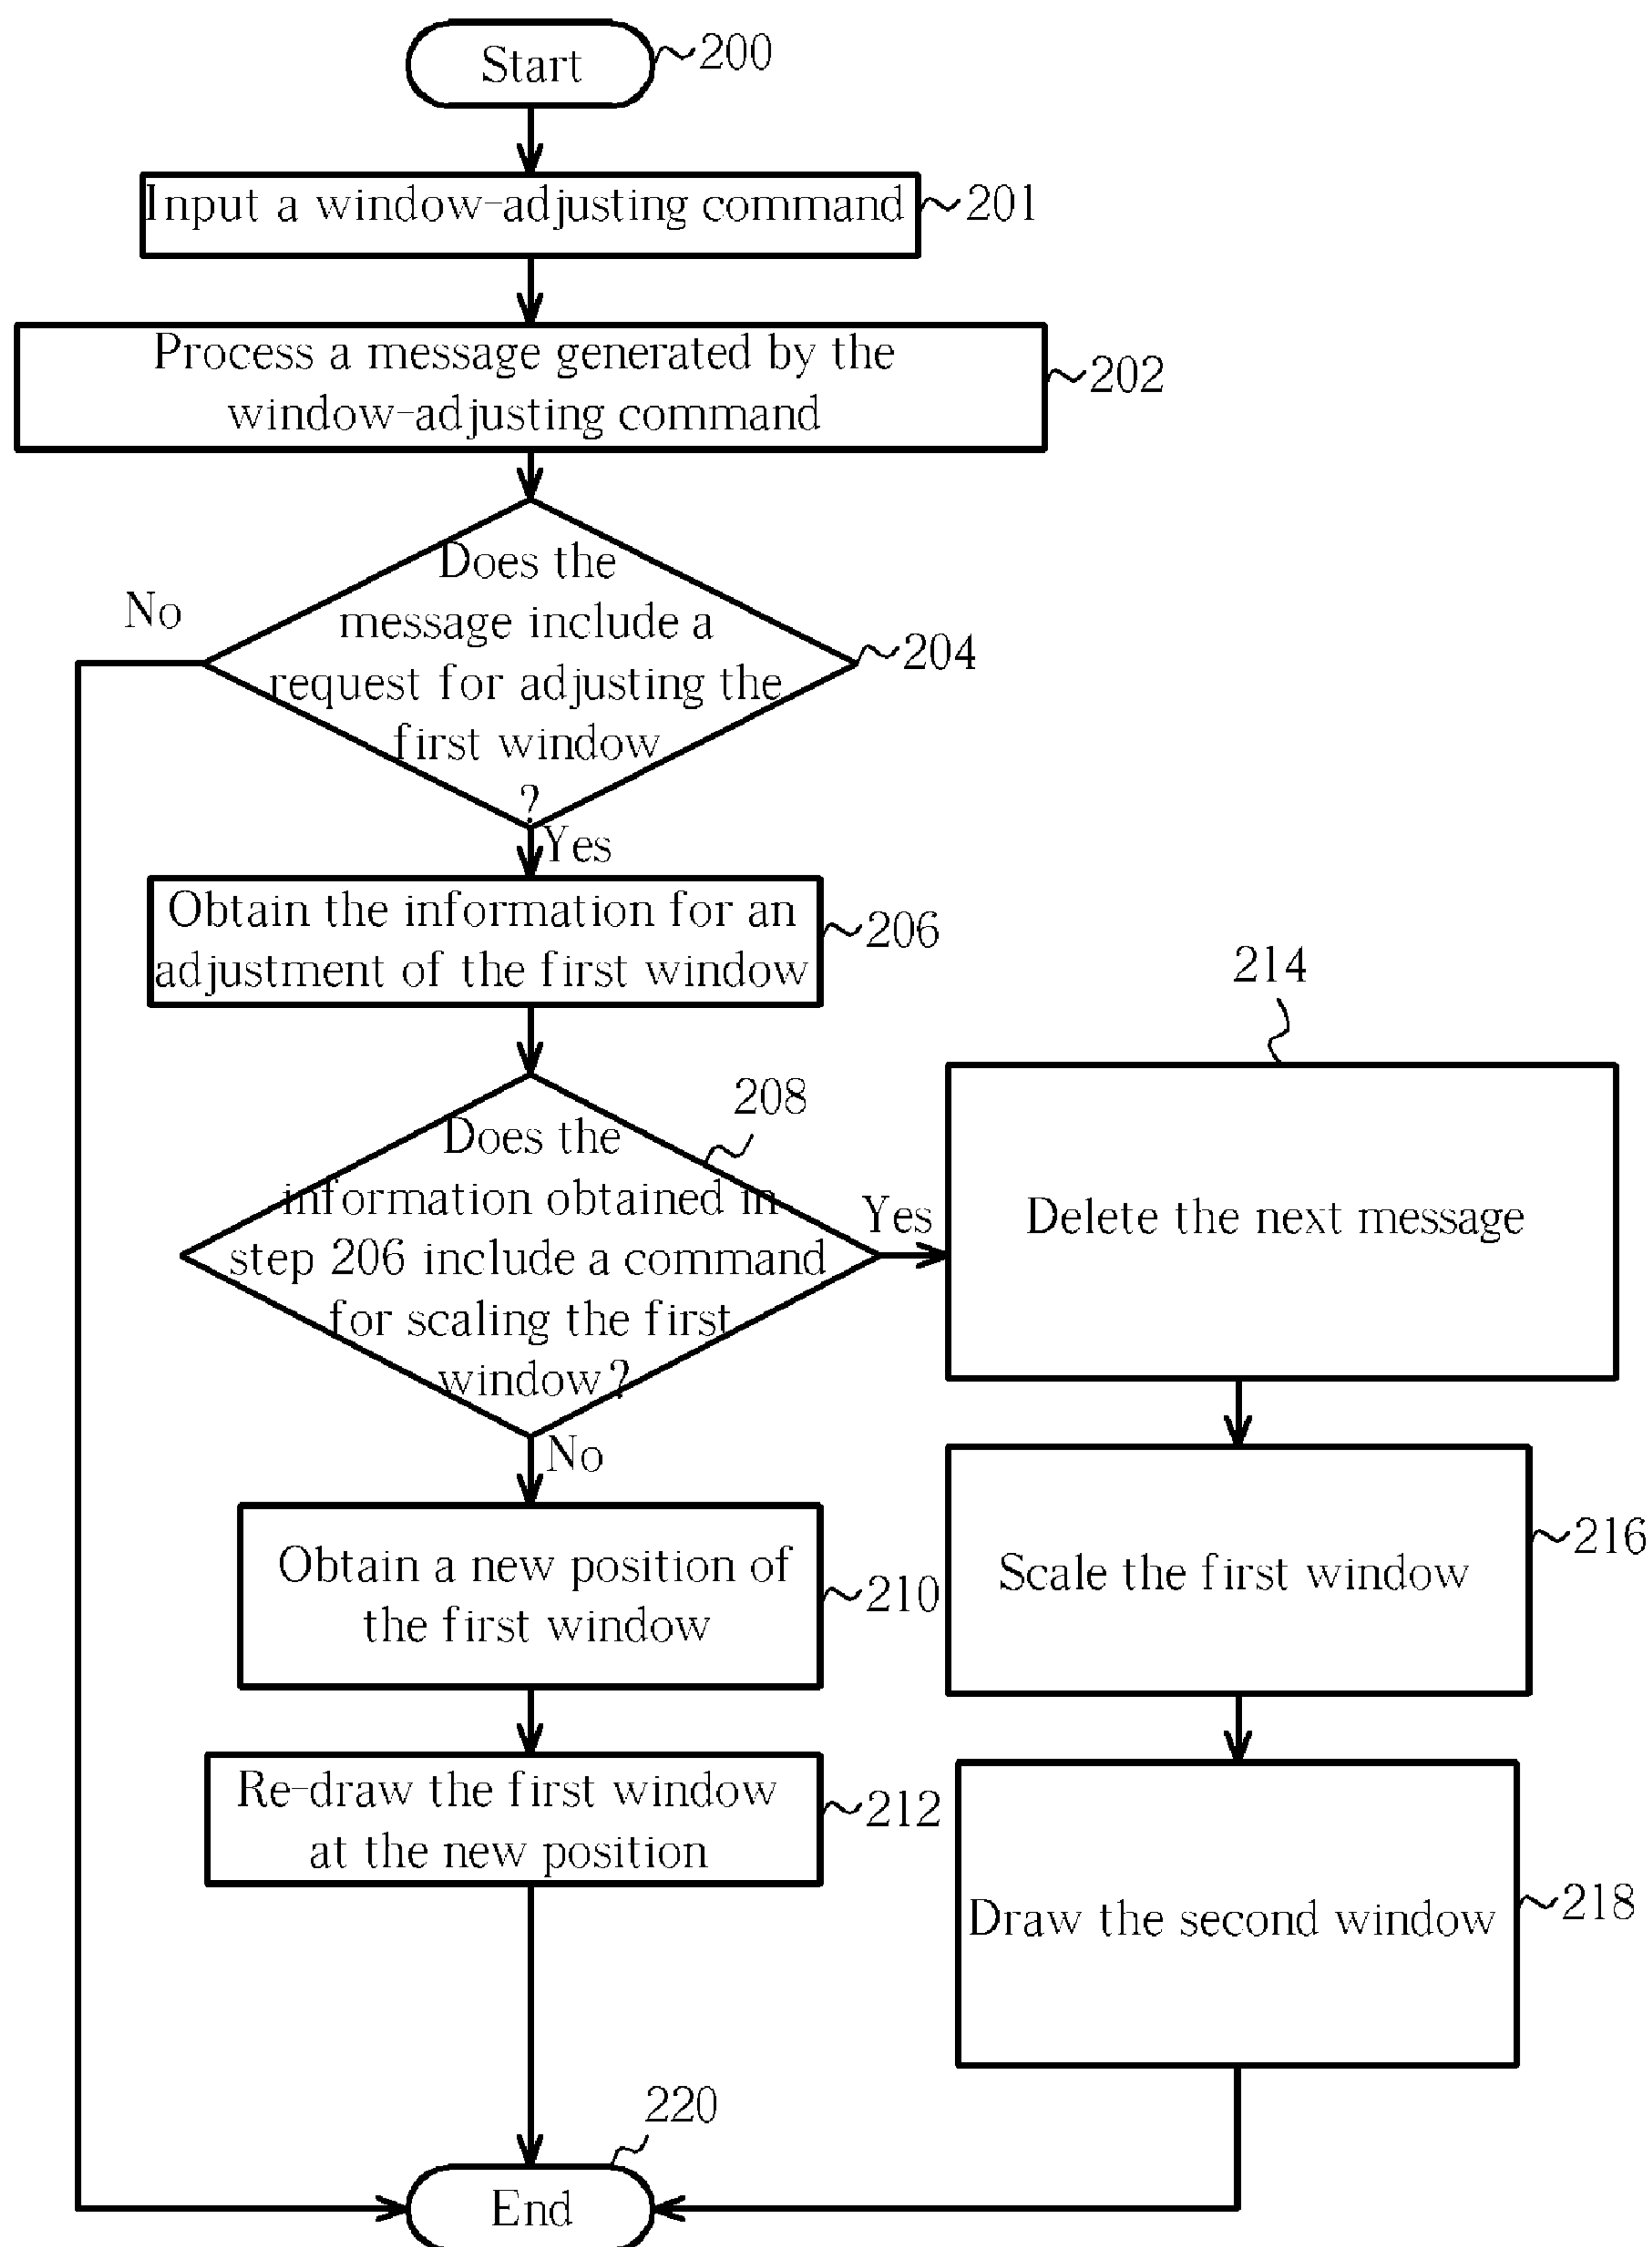 Start
200
Input a window-adjusting command
201
Process a message generated by the
window-adjusting command
202
Does the
message include a
request for adjusting the
first window
?
204
No
Yes
Obtain the information for an
adjustment of the first window
206
Does the
information obtained in
step 206 include a command
for scaling the first
window?
208
Yes
No
214
Delete the next message
Obtain a new position of
the first window
210
Scale the first window
216
Re-draw the first window
at the new position
212
Draw the second window
218
220
End